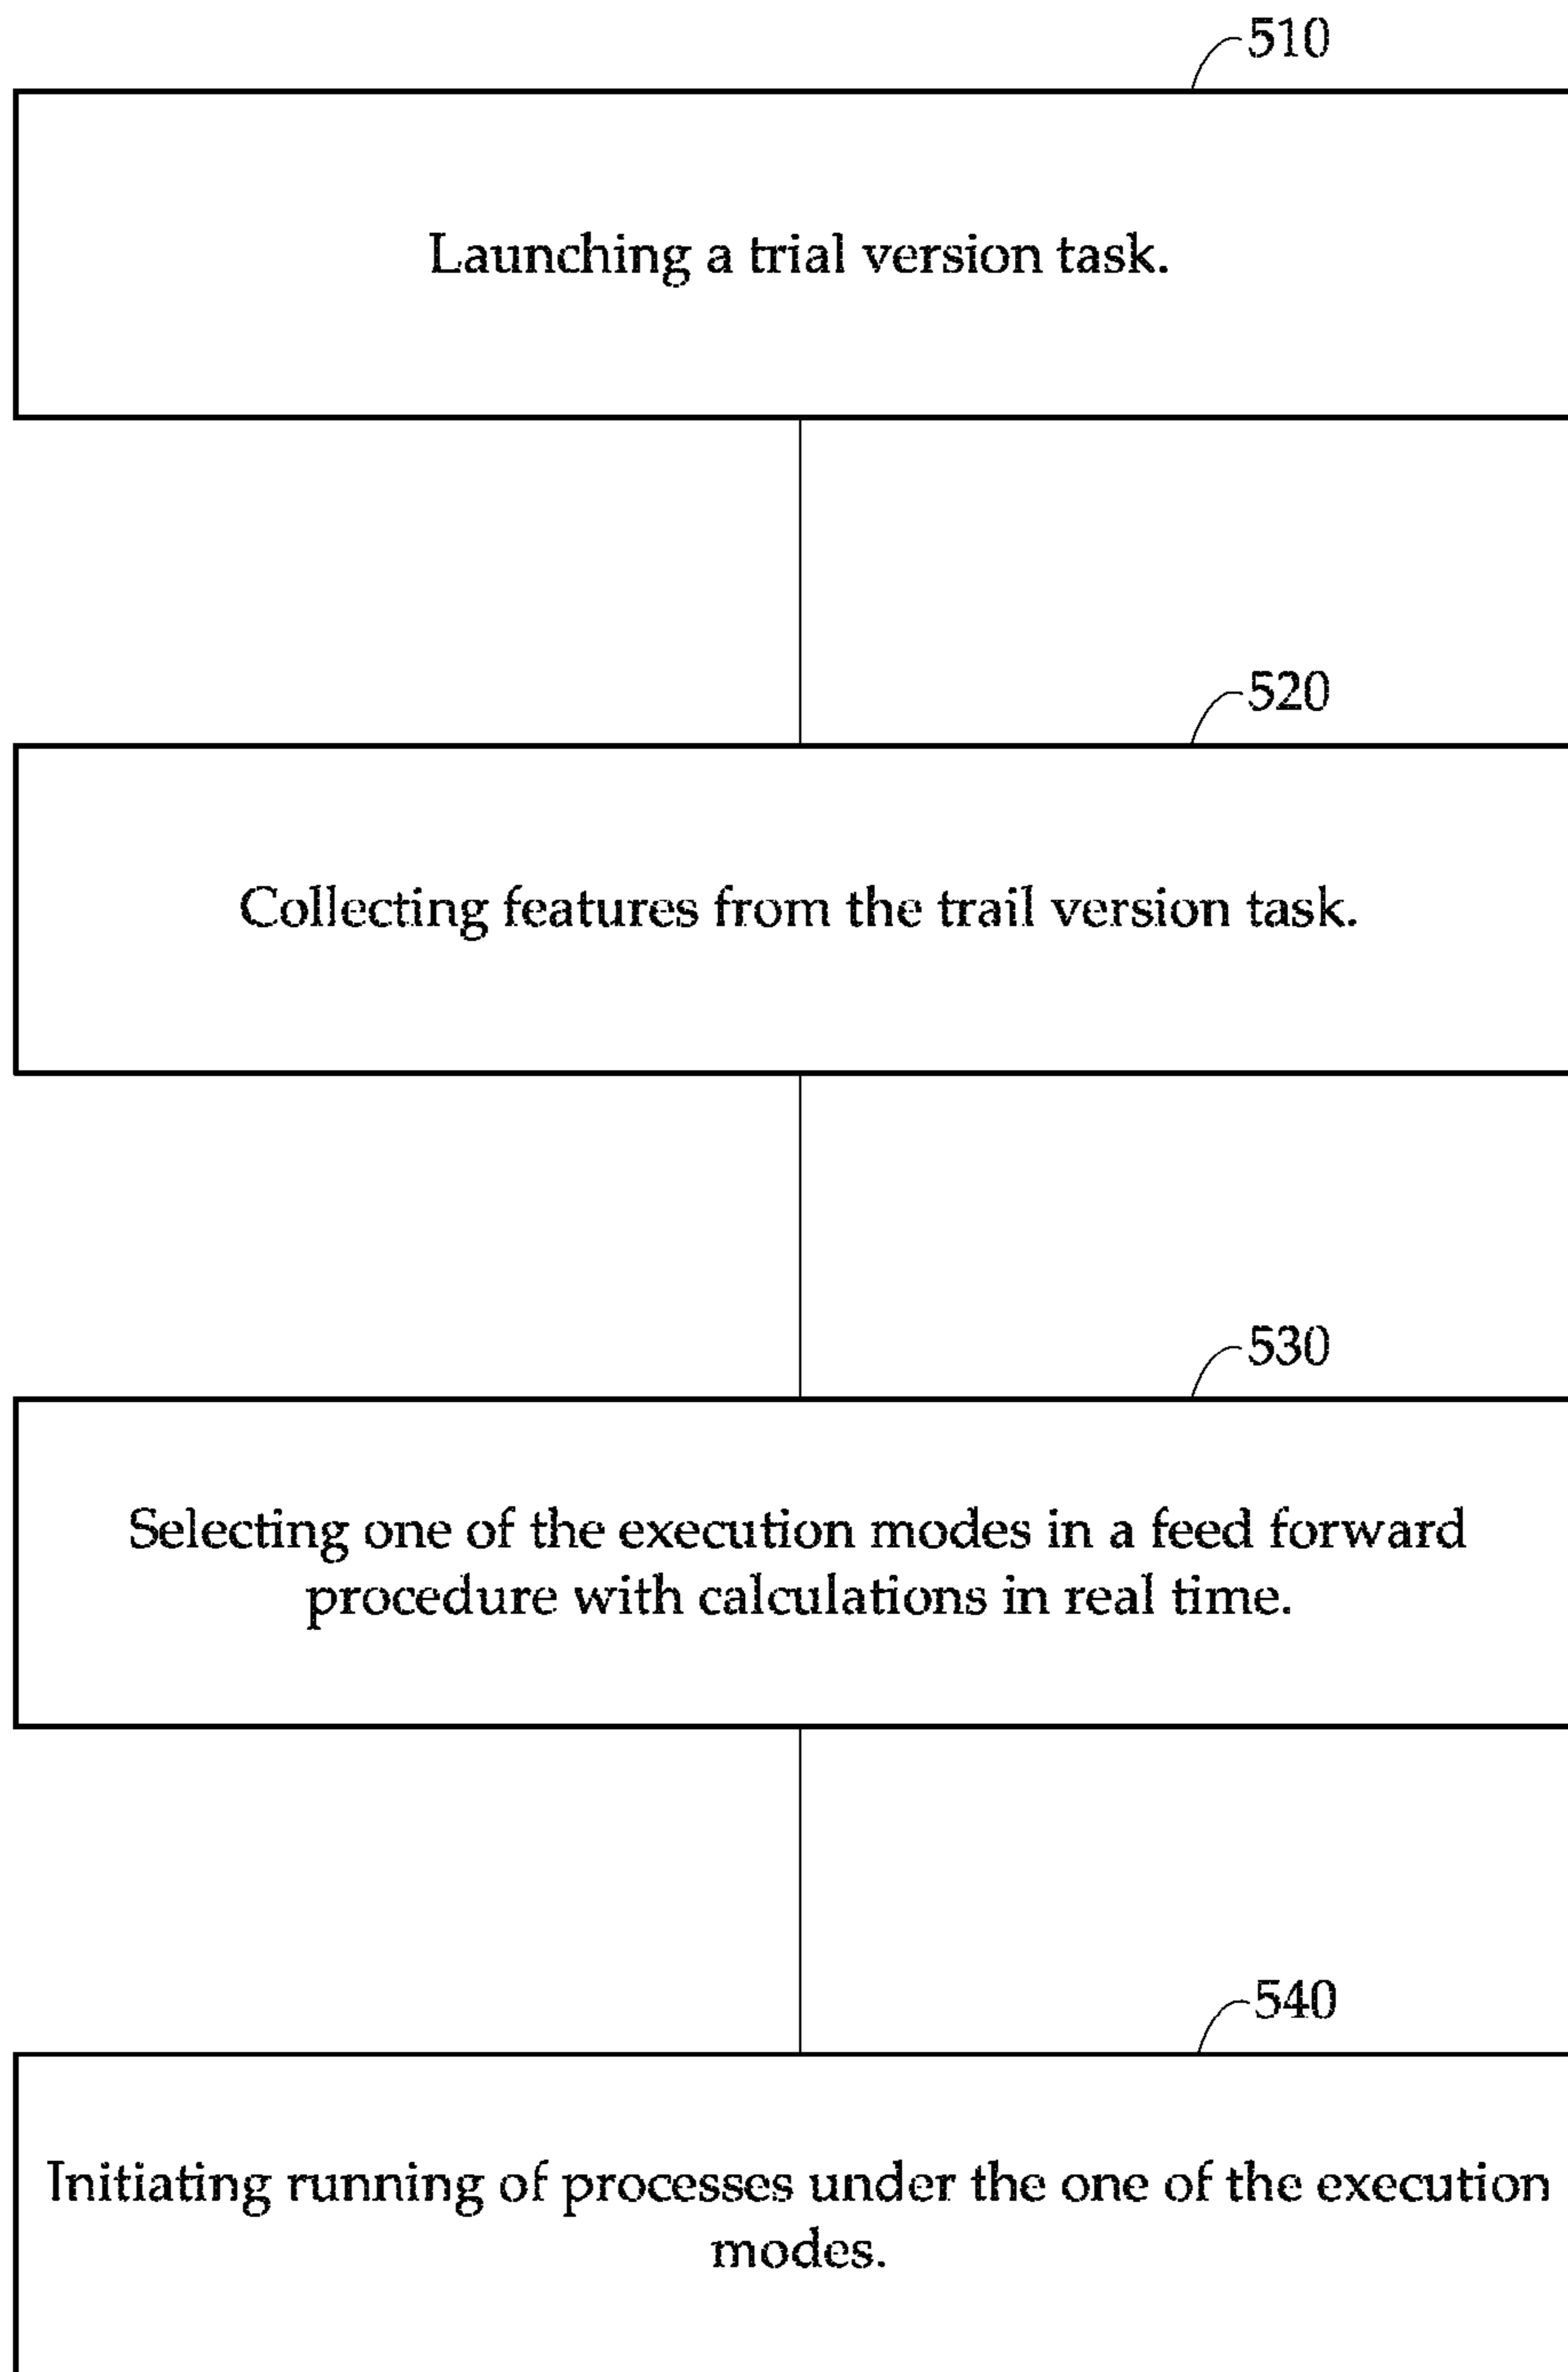 510
Launching a trial version task.
520
Collecting features from the trail version task.
530
Selecting one of the execution modes in a feed forward
procedure with calculations in real time.
540
Initiating running of processes under the one of the execution
modes.